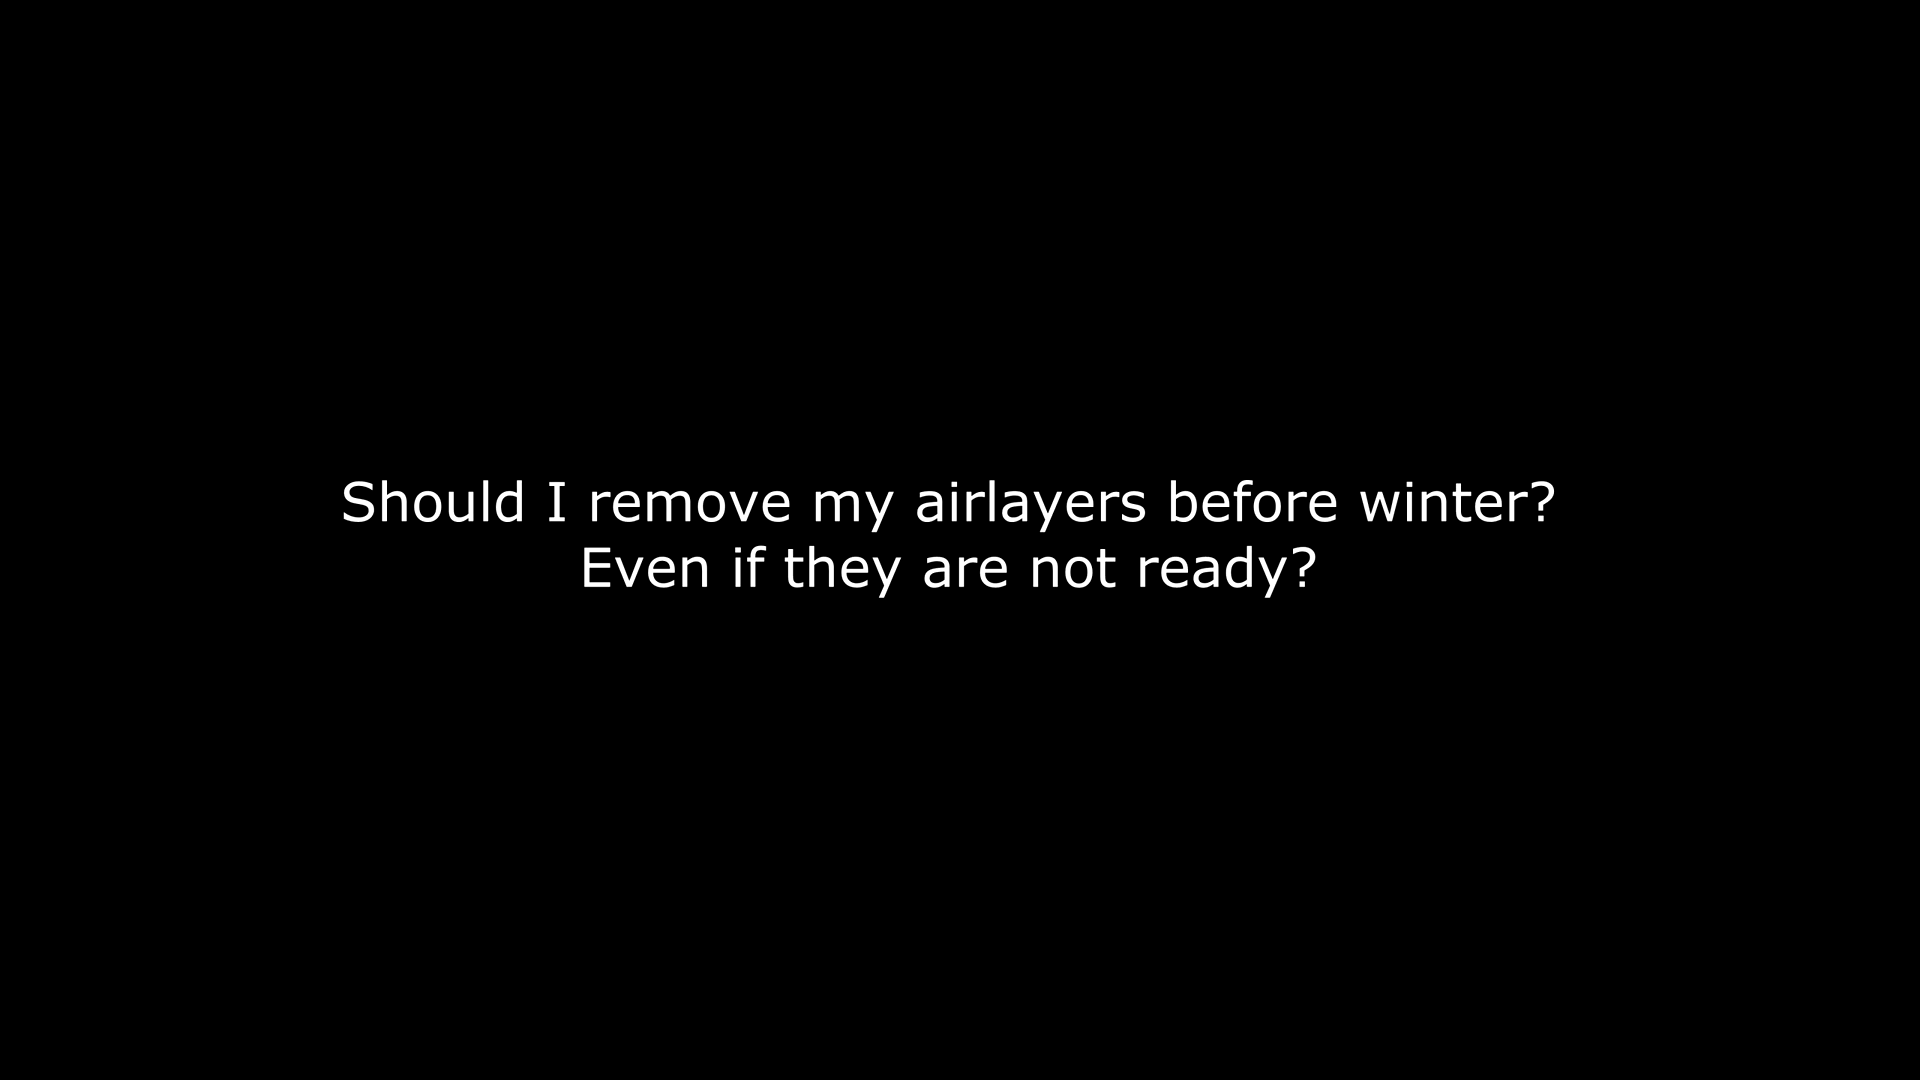 Should I remove my airlayers before winter?
Even if they are not ready?